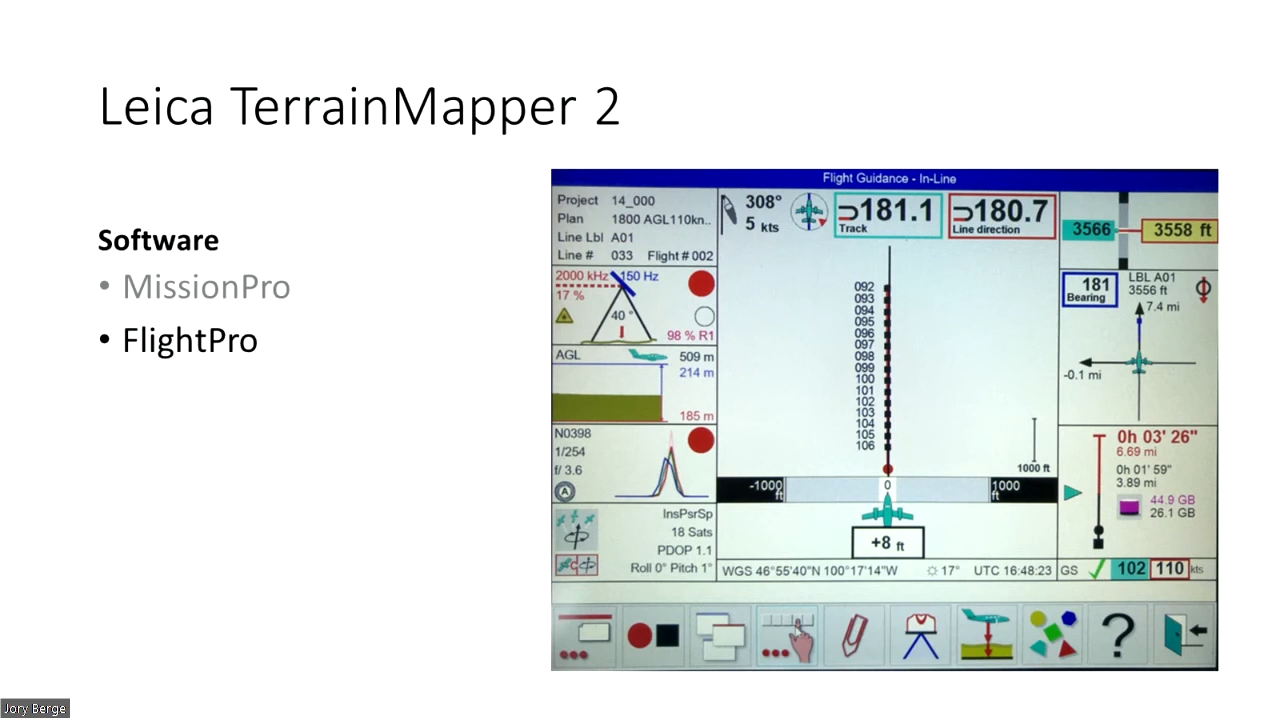 Leica TerrainMapper 2
Software
• MissionPro
• FlightPro
Flight Guidance - In-Line
Project 14_000
Plan 1800 AGL110kn..
Line Lbl A01
Line # 033 Flight # 002
2000 kHz 150 Hz
17 %
40 °
98 % R1
AGL 509 m
214 m
185 m
N0398
1/254
f/ 3.6
A
InsPsrSp
18 Sats
PDOP 1.1
Roll 0° Pitch 1°
308°
5 kts
⊃181.1
Track
⊃180.7
Line direction
092
093
094
095
096
097
098
099
100
101
102
103
104
105
106
1000 ft
-1000 ft
0
1000 ft
+8 ft
WGS 46°55'40"N 100°17'14"W 17° UTC 16:48:23
3566 3558 ft
181
Bearing
LBL A01
3556 ft
7.4 mi
-0.1 mi
0h 03' 26"
6.69 mi
0h 01' 59"
3.89 mi
44.9 GB
26.1 GB
GS 102 110 kts
?
Jory Berge